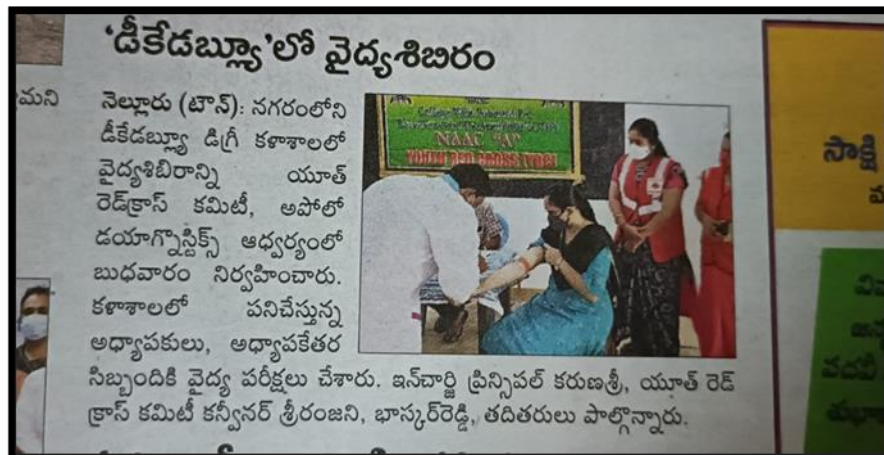 ‘డీకేడబ్ల్యూ’లో వైద్యశిబిరం
నెల్లూరు (టౌన్): నగరంలోని
డీకేడబ్ల్యూ డిగ్రీ కళాశాలలో
వైద్యశిబిరాన్ని యూత్
రెడ్‌క్రాస్ కమిటీ, అపోలో
డయాగ్నొస్టిక్స్ ఆధ్వర్యంలో
బుధవారం నిర్వహించారు.
కళాశాలలో పనిచేస్తున్న
అధ్యాపకులు, అధ్యాపకేతర
సిబ్బందికి వైద్య పరీక్షలు చేశారు. ఇన్‌చార్జి ప్రిన్సిపల్ కరుణశ్రీ, యూత్ రెడ్
క్రాస్ కమిటీ కన్వీనర్ శ్రీరంజని, భాస్కర్‌రెడ్డి, తదితరులు పాల్గొన్నారు.
NAAC "A"
YOUTH RED CROSS